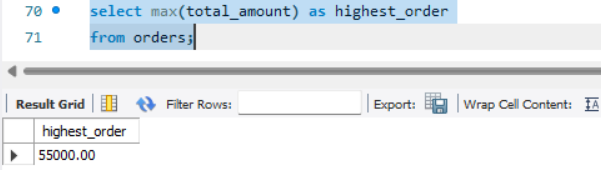 70 select max(total_amount) as highest_order
71 from orders;
Result Grid Filter Rows: Export: Wrap Cell Content: IA
highest_order
55000.00